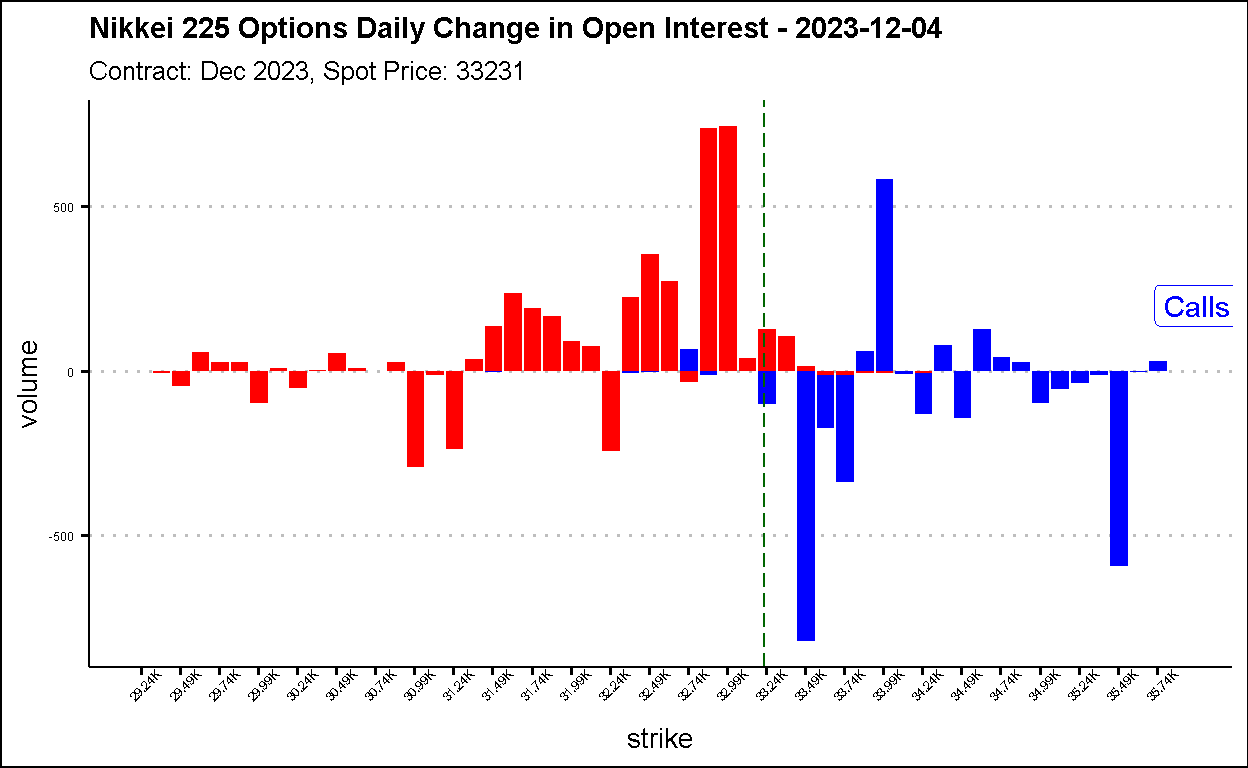 Nikkei 225 Options Daily Change in Open Interest - 2023-12-04
Contract: Dec 2023, Spot Price: 33231
500
0
-500
volume
Calls
29.24K
29.49K
29.74K
29.99K
30.24K
30.49K
30.74K
30.99K
31.24K
31.49K
31.74K
31.99K
32.24K
32.49K
32.74K
32.99K
33.24K
33.49K
33.74K
33.99K
34.24K
34.49K
34.74K
34.99K
35.24K
35.49K
35.74K
strike